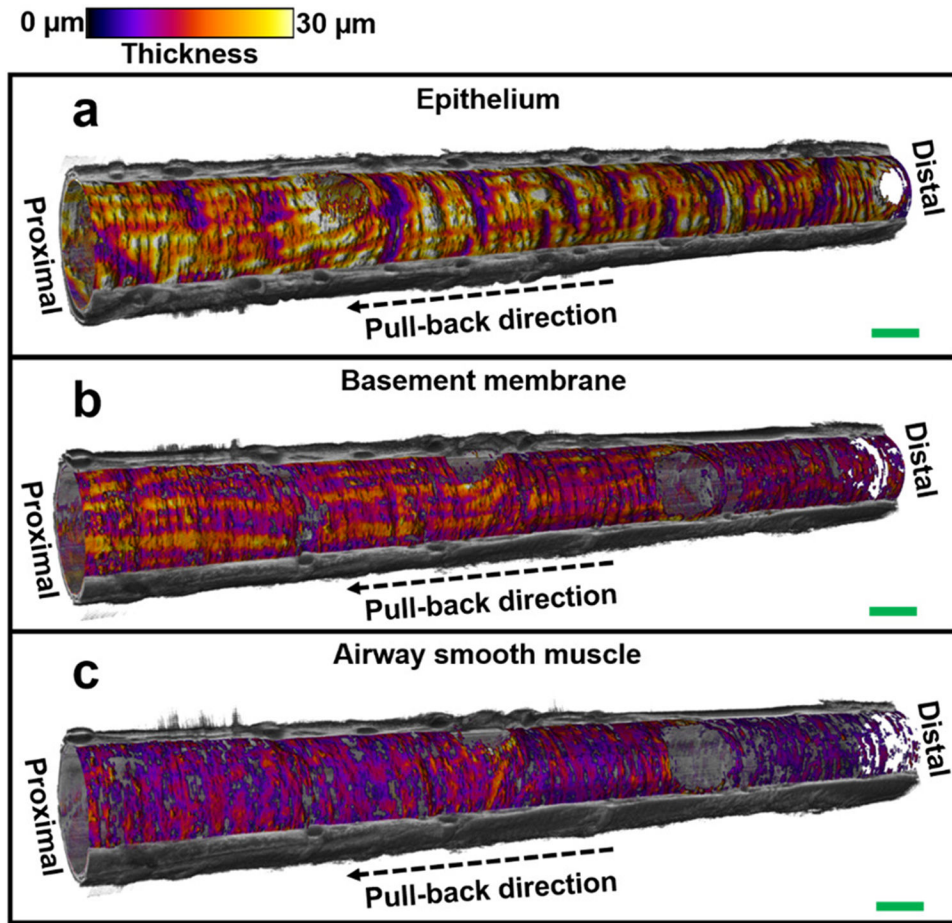 0 µm 30 µm
Thickness
a
Epithelium
Proximal
Distal
Pull-back direction
b
Basement membrane
Proximal
Distal
Pull-back direction
c
Airway smooth muscle
Proximal
Distal
Pull-back direction